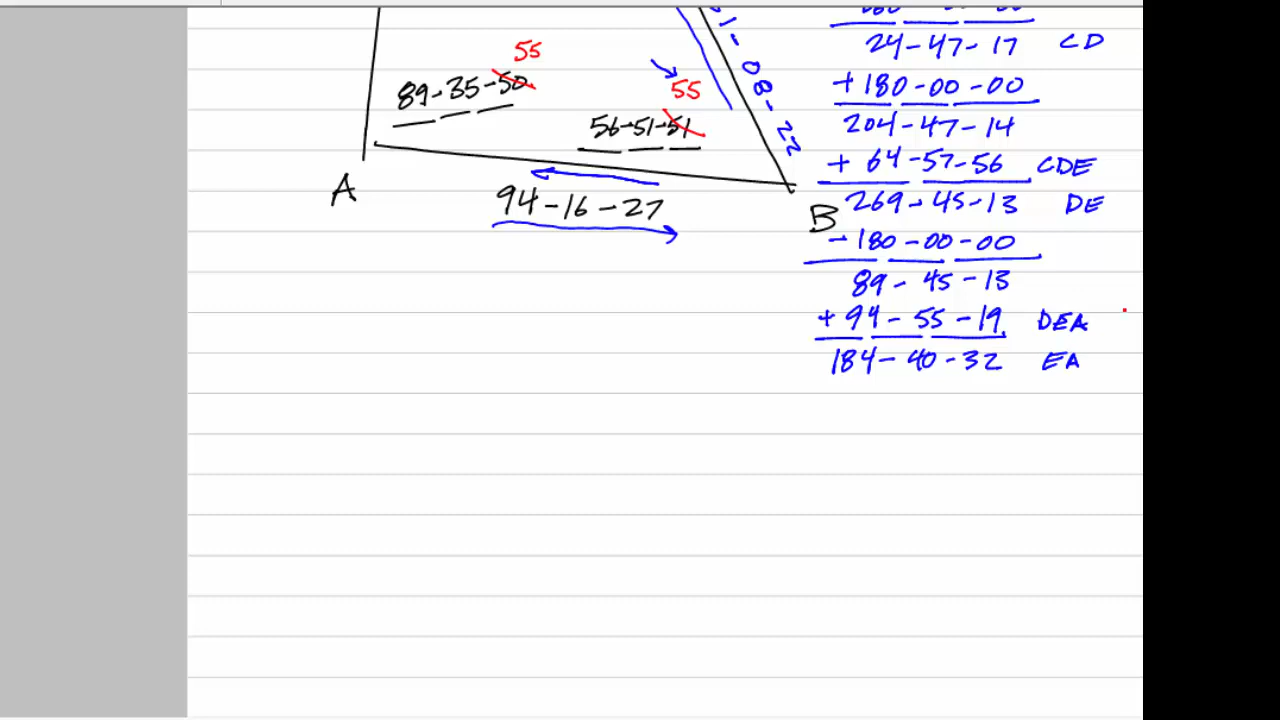 24-47-17 CD
+180-00-00
204-47-14
+ 64-57-56 CDE
269-45-13 DE
-180-00-00
89-45-13
+94-55-19 DEA
184-40-32 EA
55
89-35-50
55
56-51-51
1-08-22
A
94-16-27
B